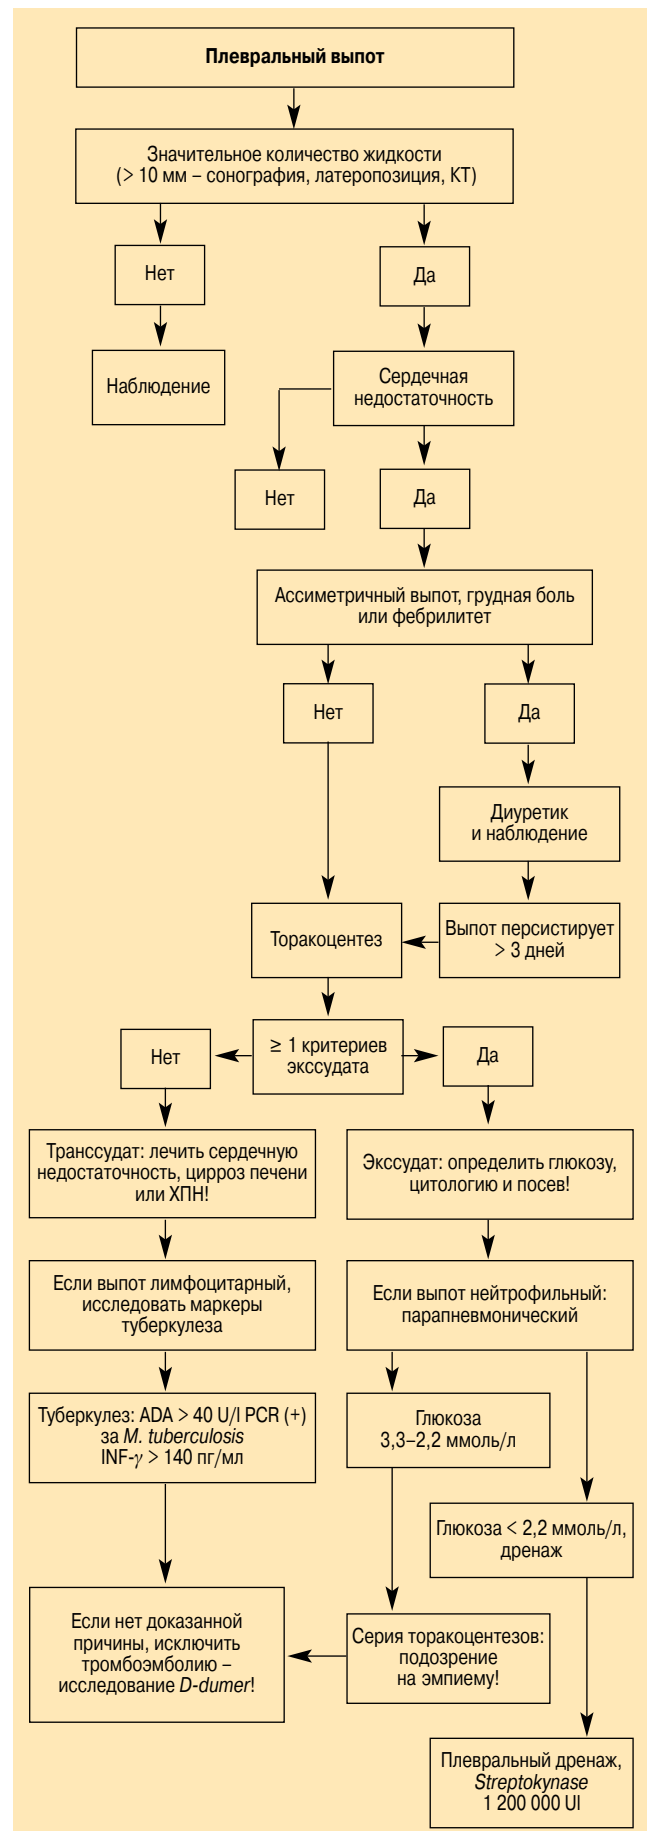 Плевральный выпот
Значительное количество жидкости
(> 10 мм – сонография, латеропозиция, КТ)
Нет
Да
Наблюдение
Сердечная
недостаточность
Нет
Да
Ассиметричный выпот, грудная боль
или фебрилитет
Нет
Да
Диуретик
и наблюдение
Торакоцентез
Выпот персистирует
> 3 дней
Нет
≥ 1 критериев
экссудата
Да
Транссудат: лечить сердечную
недостаточность, цирроз печени
или ХПН!
Экссудат: определить глюкозу,
цитологию и посев!
Если выпот лимфоцитарный,
исследовать маркеры
туберкулеза
Если выпот нейтрофильный:
парапневмонический
Туберкулез: ADA > 40 U/l PCR (+)
за M. tuberculosis
INF-γ > 140 пг/мл
Глюкоза
3,3–2,2 ммоль/л
Глюкоза < 2,2 ммоль/л,
дренаж
Если нет доказанной
причины, исключить
тромбоэмболию –
исследование D-dumer!
Серия торакоцентезов:
подозрение
на эмпиему!
Плевральный дренаж,
Streptokynase
1 200 000 UI